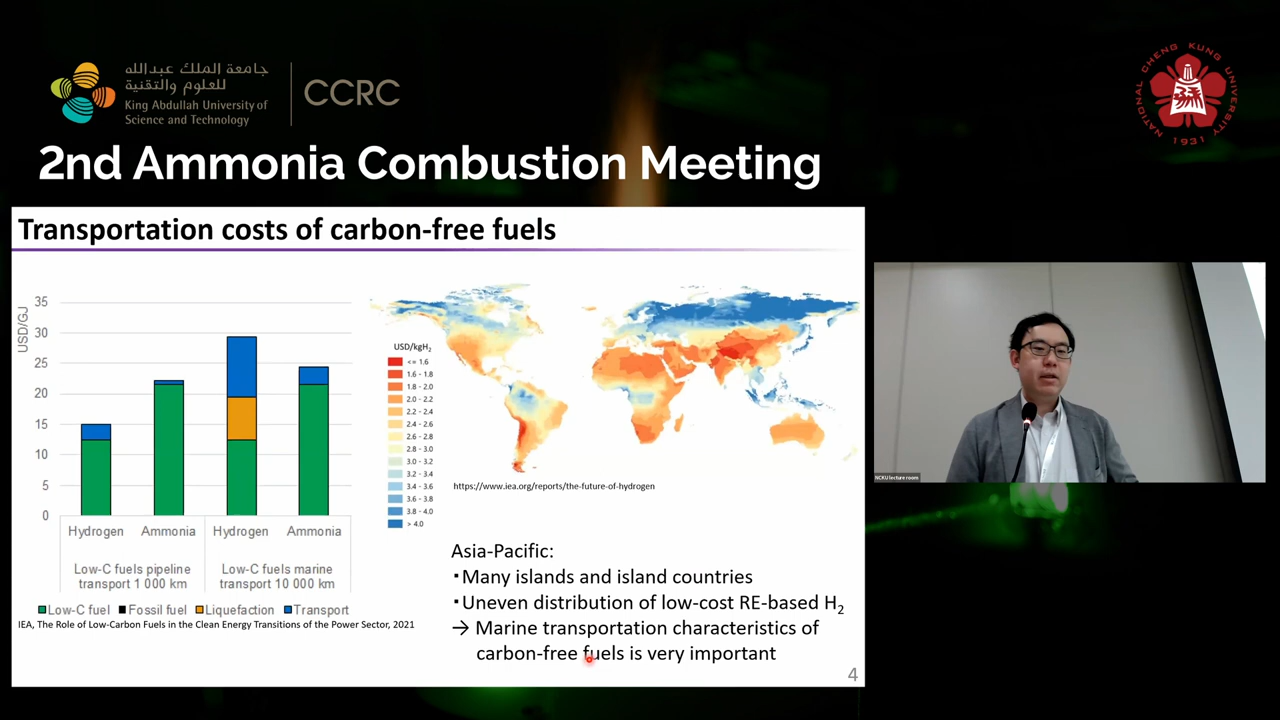 جامعة الملك عبدالله
للعلوم والتقنية
King Abdullah University of
Science and Technology
CCRC
NATIONAL CHENG KUNG UNIVERSITY
1931
2nd Ammonia Combustion Meeting
Transportation costs of carbon-free fuels
USD/GJ
35
30
25
20
15
10
5
0
Hydrogen Ammonia Hydrogen Ammonia
Low-C fuels pipeline
transport 1 000 km
Low-C fuels marine
transport 10 000 km
Low-C fuel Fossil fuel Liquefaction Transport
IEA, The Role of Low-Carbon Fuels in the Clean Energy Transitions of the Power Sector, 2021
USD/kgH2
<= 1.6
1.6 - 1.8
1.8 - 2.0
2.0 - 2.2
2.2 - 2.4
2.4 - 2.6
2.6 - 2.8
2.8 - 3.0
3.0 - 3.2
3.2 - 3.4
3.4 - 3.6
3.6 - 3.8
3.8 - 4.0
> 4.0
https://www.iea.org/reports/the-future-of-hydrogen
Asia-Pacific:
・Many islands and island countries
・Uneven distribution of low-cost RE-based H2
→ Marine transportation characteristics of
carbon-free fuels is very important
4
NCKU lecture room